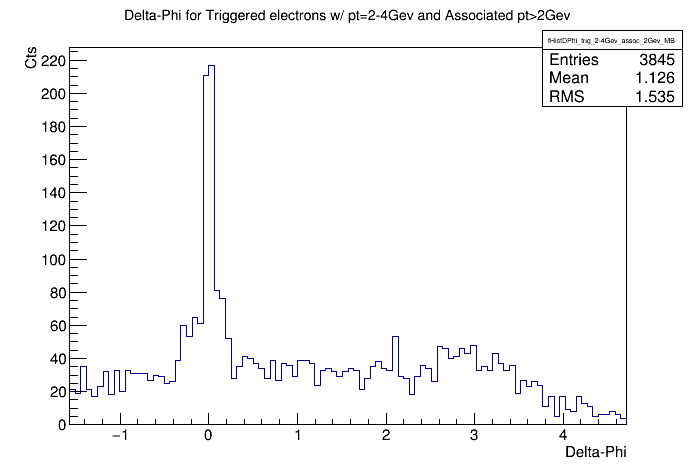 Delta-Phi for Triggered electrons w/ pt=2-4Gev and Associated pt>2Gev
fHistDPhi_trig_2-4Gev_assoc_2Gev_MB
Entries 3845
Mean 1.126
RMS 1.535
Cts
220
200
180
160
140
120
100
80
60
40
20
0
−1 0 1 2 3 4
Delta-Phi